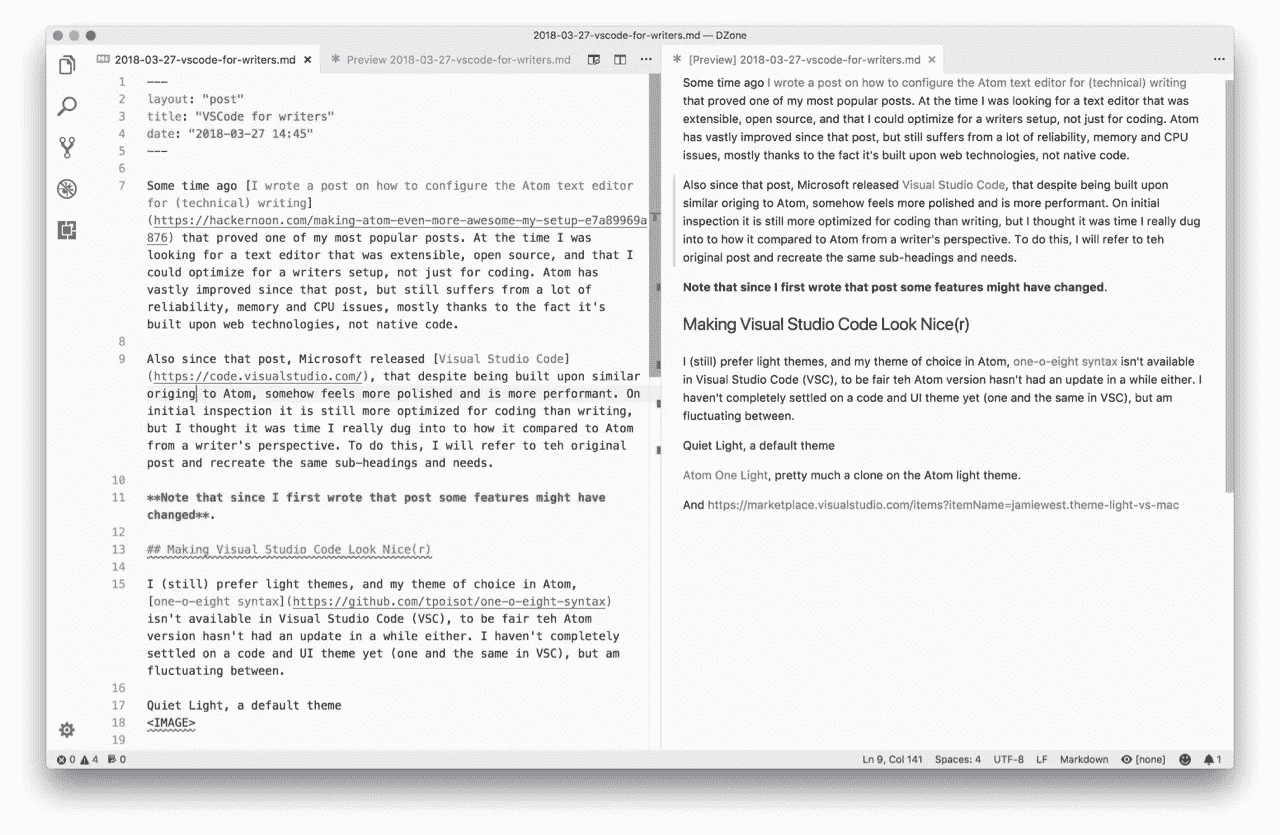 2018-03-27-vscode-for-writers.md — DZone
2018-03-27-vscode-for-writers.md ×
Preview 2018-03-27-vscode-for-writers.md
[Preview] 2018-03-27-vscode-for-writers.md ×
1 ---
2 layout: "post"
3 title: "VSCode for writers"
4 date: "2018-03-27 14:45"
5 ---
6
7 Some time ago [I wrote a post on how to configure the Atom text editor
for (technical) writing]
(https://hackernoon.com/making-atom-even-more-awesome-my-setup-e7a89969a
876) that proved one of my most popular posts. At the time I was
looking for a text editor that was extensible, open source, and that I
could optimize for a writers setup, not just for coding. Atom has
vastly improved since that post, but still suffers from a lot of
reliability, memory and CPU issues, mostly thanks to the fact it's
built upon web technologies, not native code.
8
9 Also since that post, Microsoft released [Visual Studio Code]
(https://code.visualstudio.com/), that despite being built upon similar
origing to Atom, somehow feels more polished and is more performant. On
initial inspection it is still more optimized for coding than writing,
but I thought it was time I really dug into to how it compared to Atom
from a writer's perspective. To do this, I will refer to teh original
post and recreate the same sub-headings and needs.
10
11 **Note that since I first wrote that post some features might have
changed**.
12
13 ## Making Visual Studio Code Look Nice(r)
14
15 I (still) prefer light themes, and my theme of choice in Atom,
[one-o-eight syntax](https://github.com/tpoisot/one-o-eight-syntax)
isn't available in Visual Studio Code (VSC), to be fair teh Atom
version hasn't had an update in a while either. I haven't completely
settled on a code and UI theme yet (one and the same in VSC), but am
fluctuating between.
16
17 Quiet Light, a default theme
18 <IMAGE>
19
Some time ago I wrote a post on how to configure the Atom text editor for (technical) writing
that proved one of my most popular posts. At the time I was looking for a text editor that was
extensible, open source, and that I could optimize for a writers setup, not just for coding. Atom
has vastly improved since that post, but still suffers from a lot of reliability, memory and CPU
issues, mostly thanks to the fact it's built upon web technologies, not native code.
Also since that post, Microsoft released Visual Studio Code, that despite being built upon
similar origing to Atom, somehow feels more polished and is more performant. On initial
inspection it is still more optimized for coding than writing, but I thought it was time I really dug
into to how it compared to Atom from a writer's perspective. To do this, I will refer to teh
original post and recreate the same sub-headings and needs.
Note that since I first wrote that post some features might have changed.
Making Visual Studio Code Look Nice(r)
I (still) prefer light themes, and my theme of choice in Atom, one-o-eight syntax isn't available
in Visual Studio Code (VSC), to be fair teh Atom version hasn't had an update in a while either. I
haven't completely settled on a code and UI theme yet (one and the same in VSC), but am
fluctuating between.
Quiet Light, a default theme
Atom One Light, pretty much a clone on the Atom light theme.
And https://marketplace.visualstudio.com/items?itemName=jamiewest.theme-light-vs-mac
0 4 0
Ln 9, Col 141 Spaces: 4 UTF-8 LF Markdown [none] 1